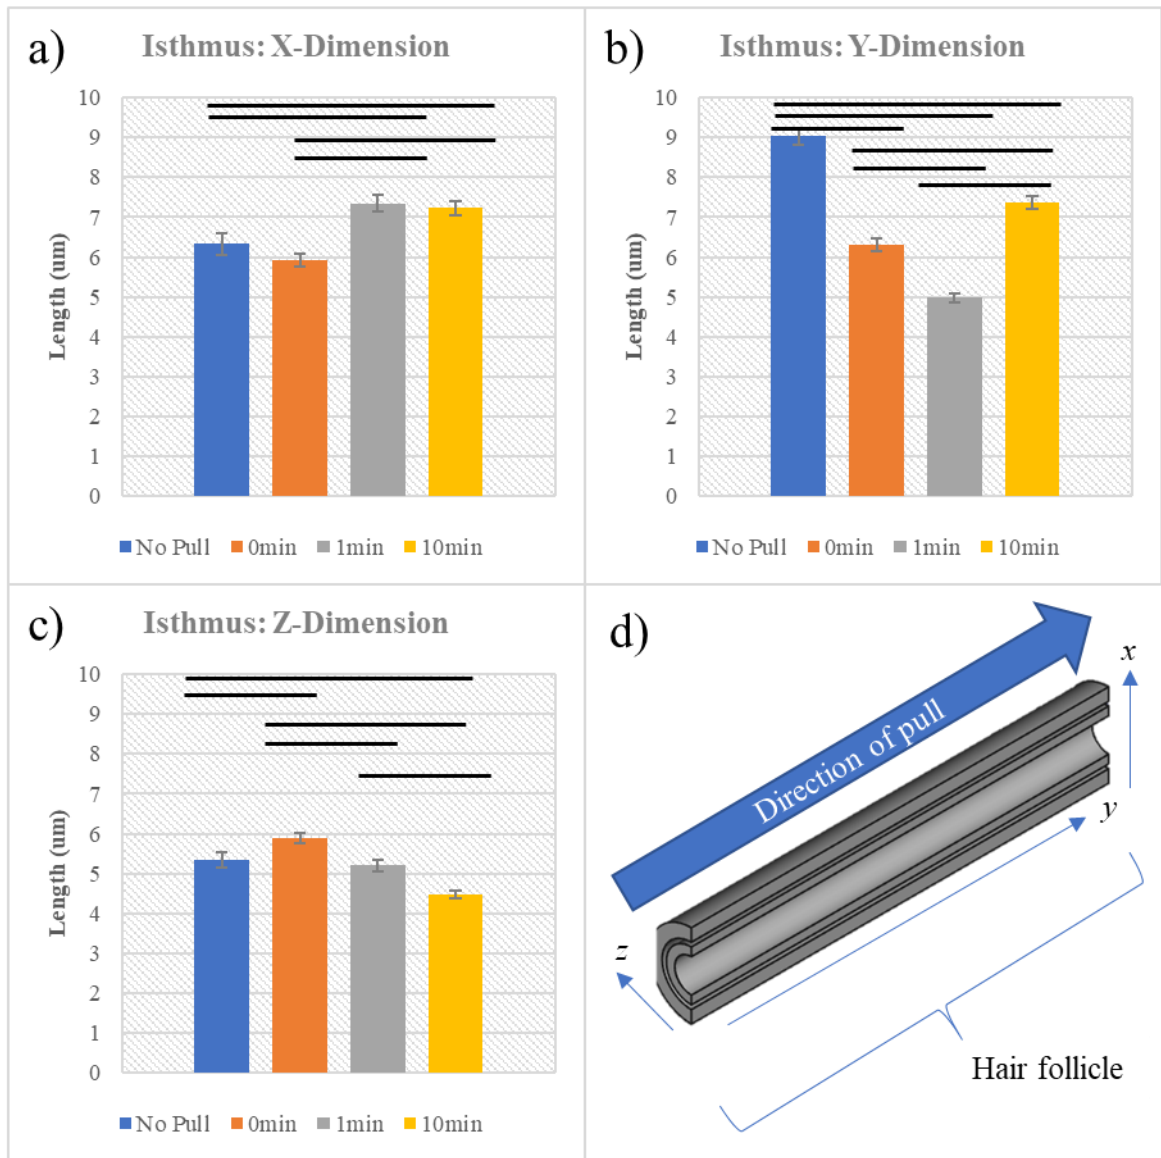 a)
Isthmus: X-Dimension
10
9
8
7
6
5
4
3
2
1
0
Length (um)
No Pull 0min 1min 10min
b)
Isthmus: Y-Dimension
10
9
8
7
6
5
4
3
2
1
0
Length (um)
No Pull 0min 1min 10min
c)
Isthmus: Z-Dimension
10
9
8
7
6
5
4
3
2
1
0
Length (um)
No Pull 0min 1min 10min
d)
Direction of pull
x
y
z
Hair follicle